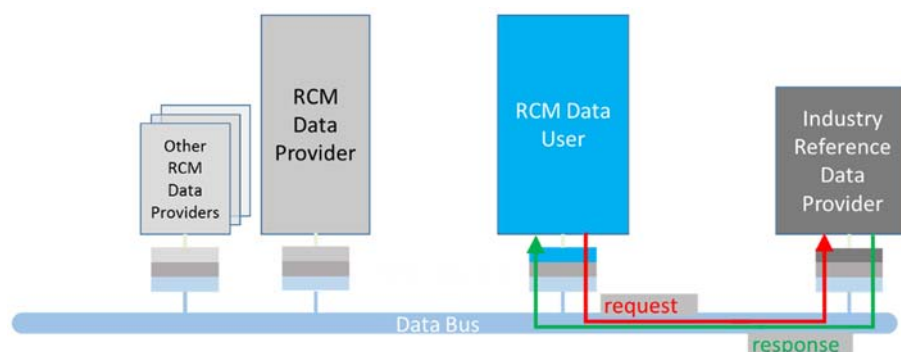 Other
RCM
Data
Providers
RCM
Data
Provider
RCM Data
User
Industry
Reference
Data
Provider
request
Data Bus
response